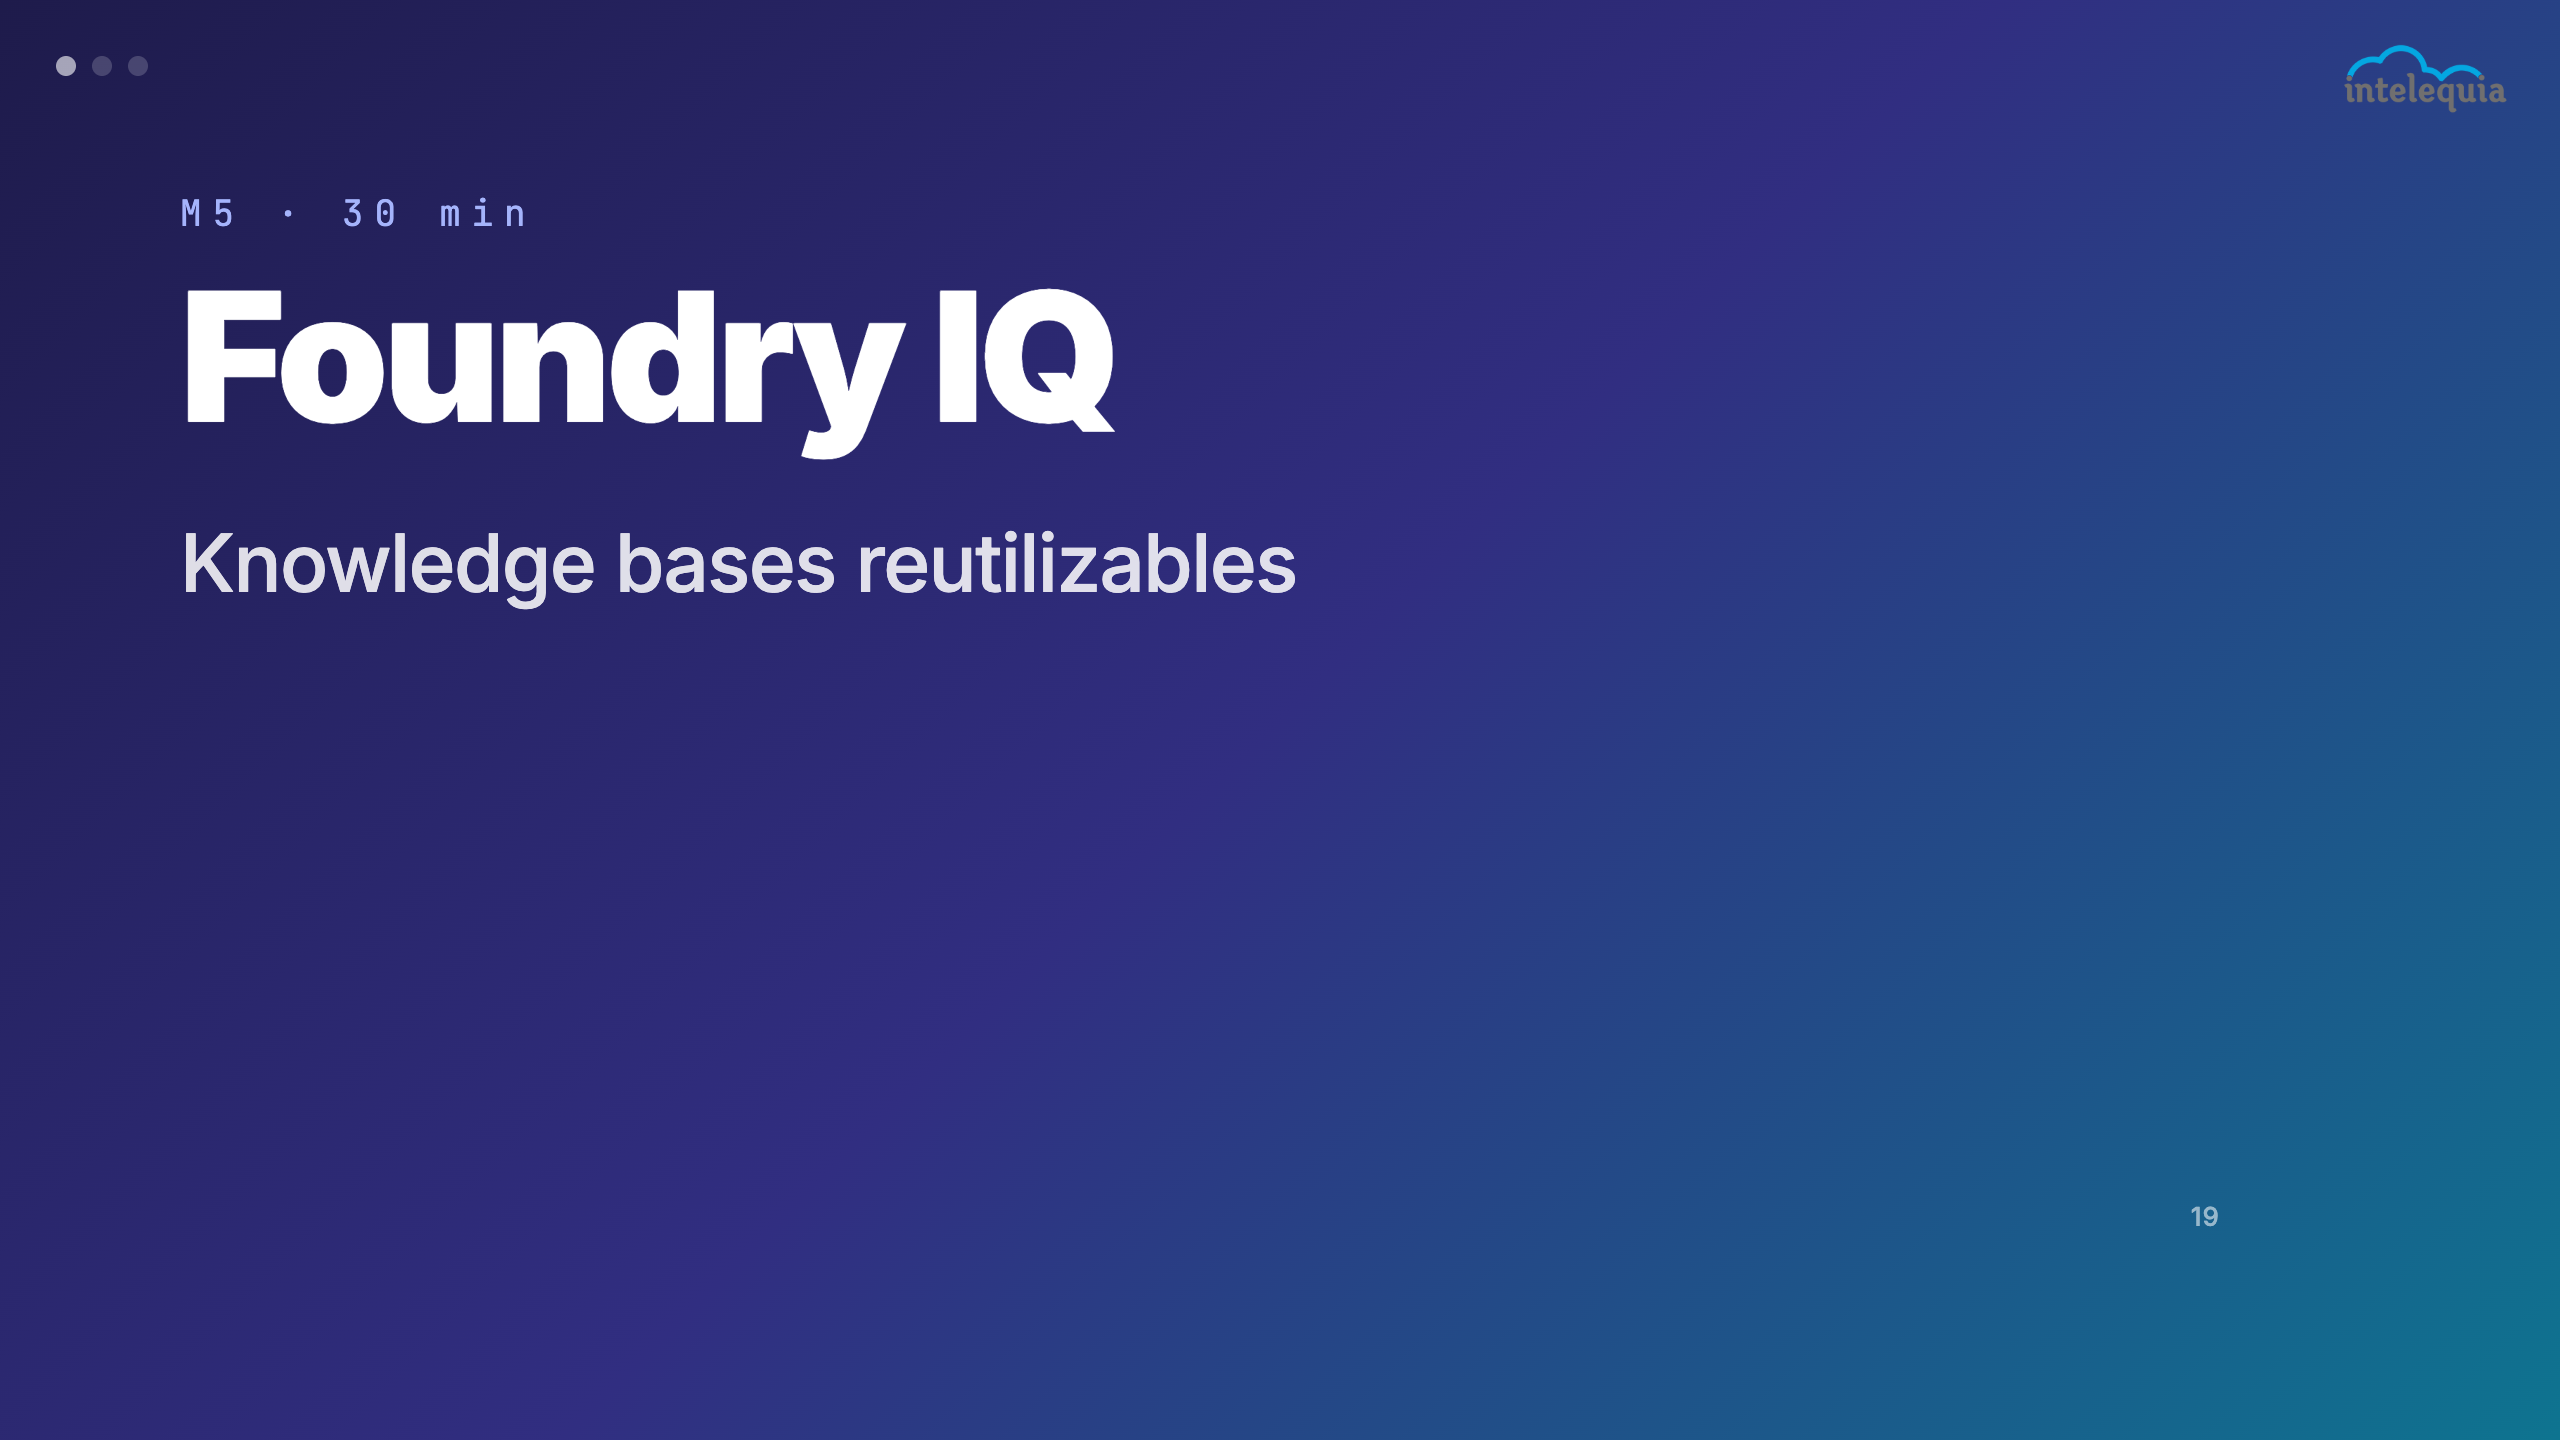 intelequia
M5 · 30 min
Foundry IQ
Knowledge bases reutilizables
19